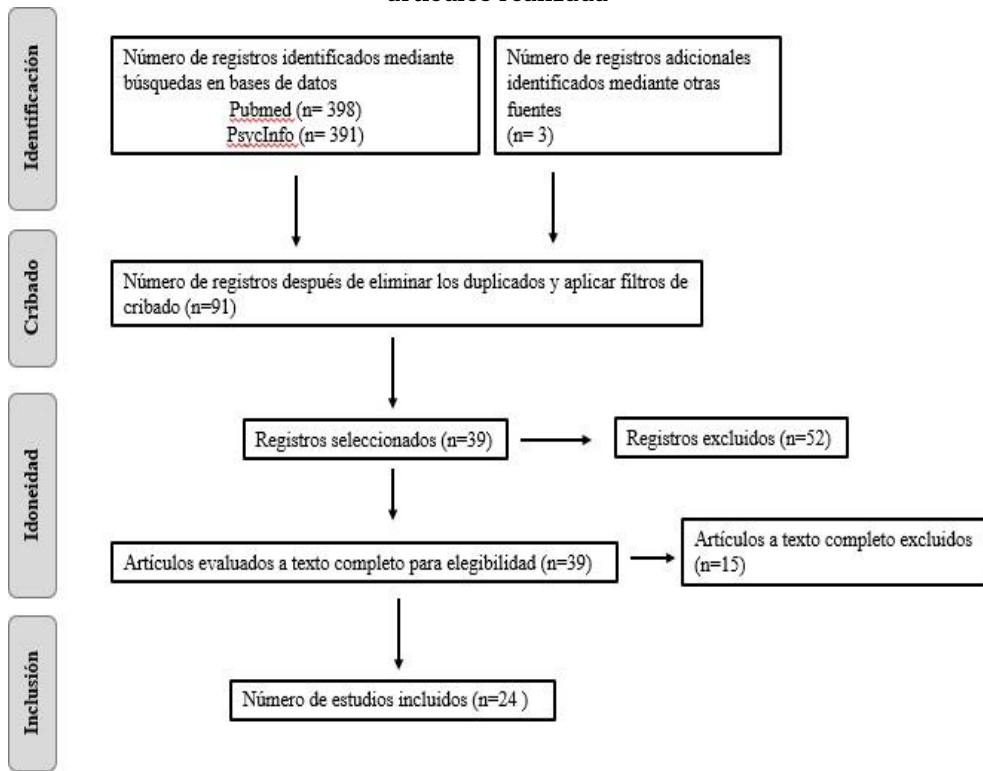 artículos realizada
Identificación
Número de registros identificados mediante
búsquedas en bases de datos
Pubmed (n= 398)
PsycInfo (n= 391)
Número de registros adicionales
identificados mediante otras
fuentes
(n= 3)
Cribado
Número de registros después de eliminar los duplicados y aplicar filtros de
cribado (n=91)
Idoneidad
Registros seleccionados (n=39)
Registros excluidos (n=52)
Artículos evaluados a texto completo para elegibilidad (n=39)
Artículos a texto completo excluidos
(n=15)
Inclusión
Número de estudios incluidos (n=24 )